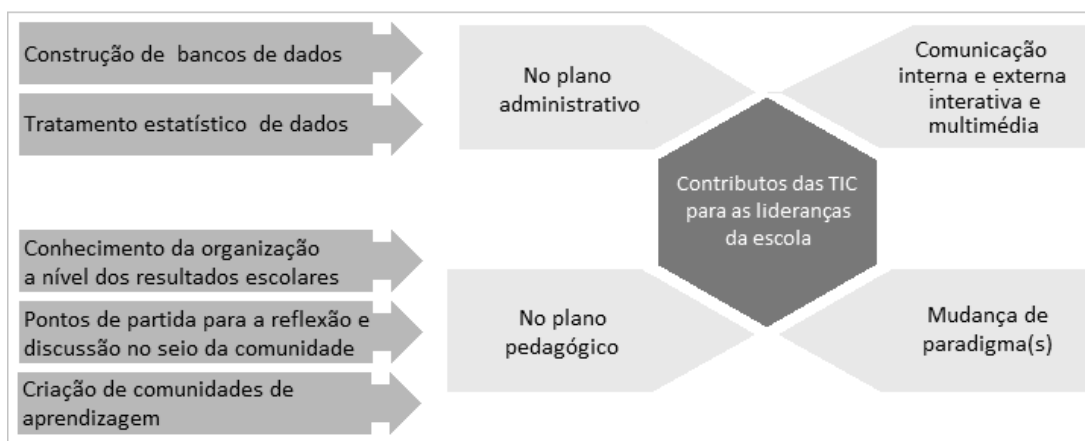 Construção de bancos de dados
Tratamento estatístico de dados
Conhecimento da organização
a nível dos resultados escolares
Pontos de partida para a reflexão e
discussão no seio da comunidade
Criação de comunidades de
aprendizagem
No plano
administrativo
No plano
pedagógico
Contributos das TIC
para as lideranças
da escola
Comunicação
interna e externa
interativa e
multimédia
Mudança de
paradigma(s)